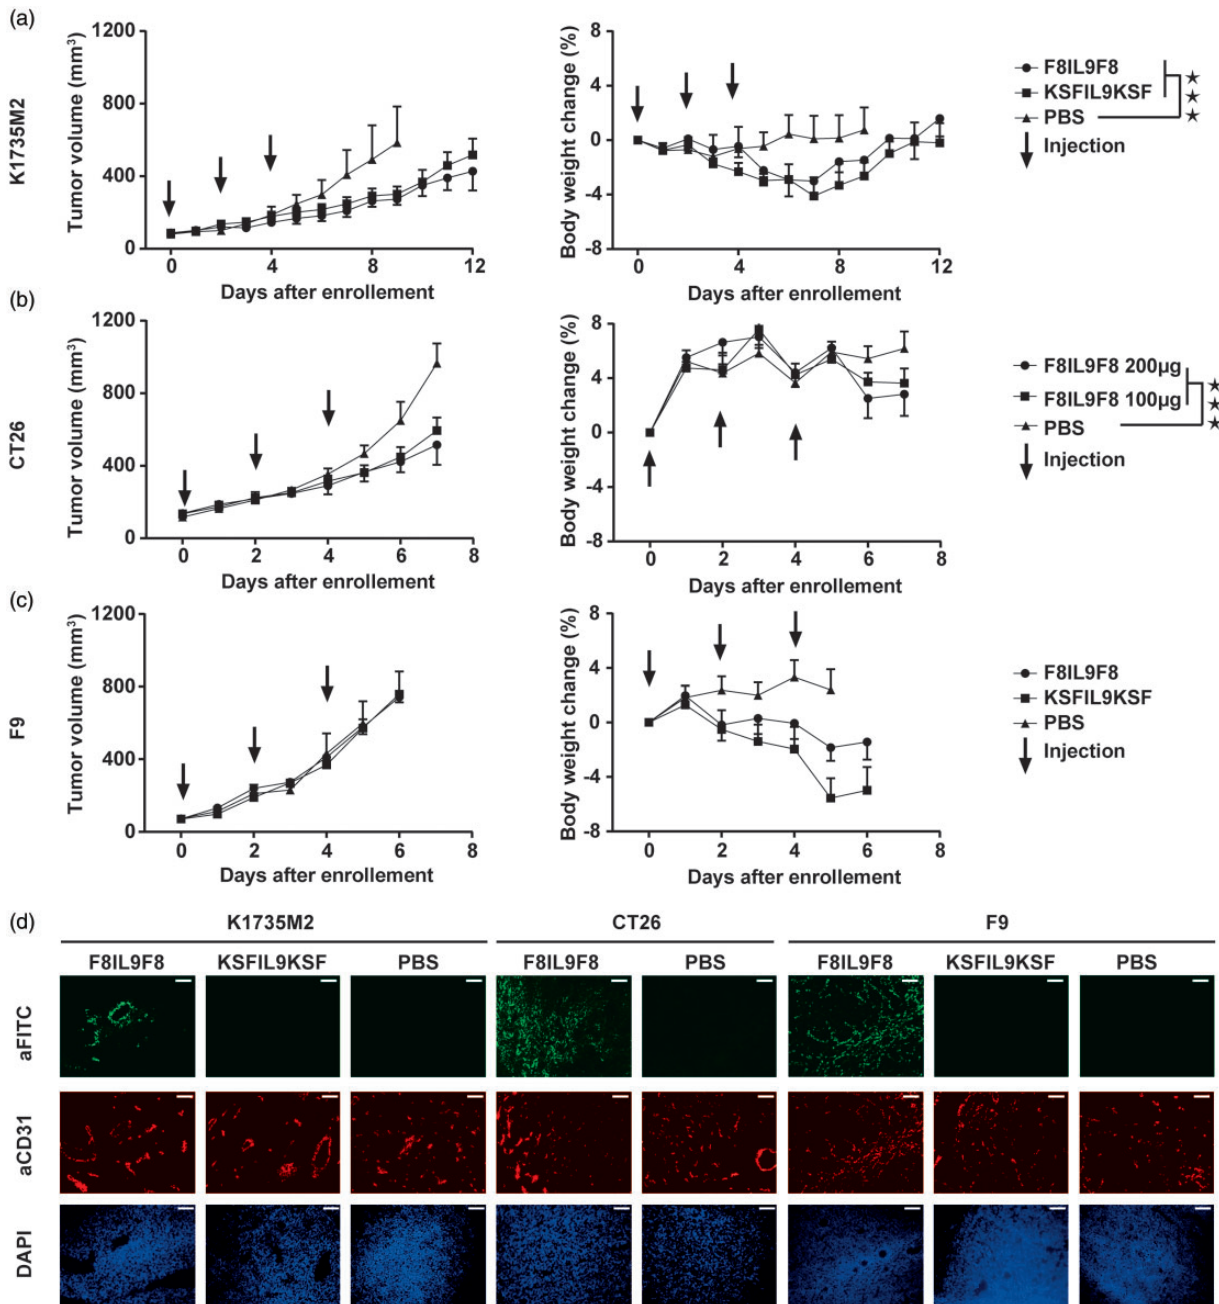 (a)
K1735M2
Tumor volume (mm³)
1200
800
400
0
0 4 8 12
Days after enrollement
Body weight change (%)
8
4
0
-4
-8
0 4 8 12
Days after enrollement
F8IL9F8
KSFIL9KSF
PBS
Injection
★
★
★
(b)
CT26
Tumor volume (mm³)
1200
800
400
0
0 2 4 6 8
Days after enrollement
Body weight change (%)
8
4
0
-4
-8
0 2 4 6 8
Days after enrollement
F8IL9F8 200µg
F8IL9F8 100µg
PBS
Injection
★
★
★
(c)
F9
Tumor volume (mm³)
1200
800
400
0
0 2 4 6 8
Days after enrollement
Body weight change (%)
8
4
0
-4
-8
0 2 4 6 8
Days after enrollement
F8IL9F8
KSFIL9KSF
PBS
Injection
(d)
K1735M2 CT26 F9
F8IL9F8 KSFIL9KSF PBS F8IL9F8 PBS F8IL9F8 KSFIL9KSF PBS
aFITC
aCD31
DAPI